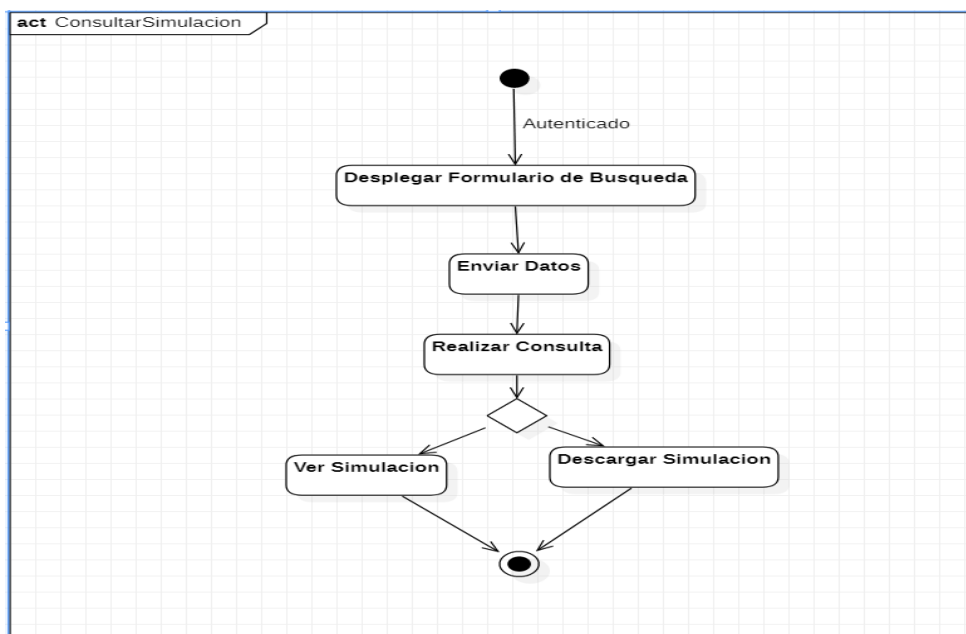 act ConsultarSimulacion
Autenticado
Desplegar Formulario de Busqueda
Enviar Datos
Realizar Consulta
Ver Simulacion
Descargar Simulacion